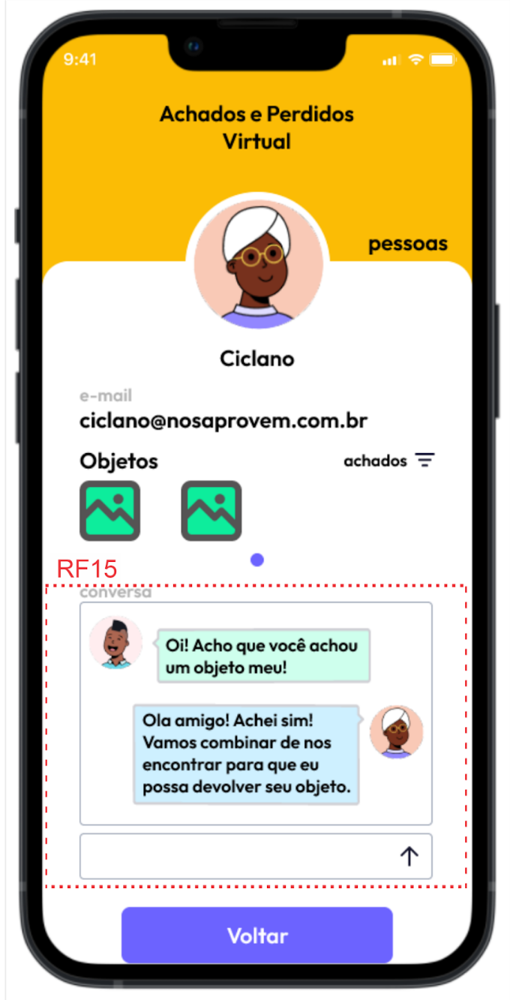 9:41
Achados e Perdidos
Virtual
pessoas
Ciclano
e-mail
ciclano@nosaprovem.com.br
Objetos
achados
RF15
conversa
Oi! Acho que você achou
um objeto meu!
Ola amigo! Achei sim!
Vamos combinar de nos
encontrar para que eu
possa devolver seu objeto.
Voltar